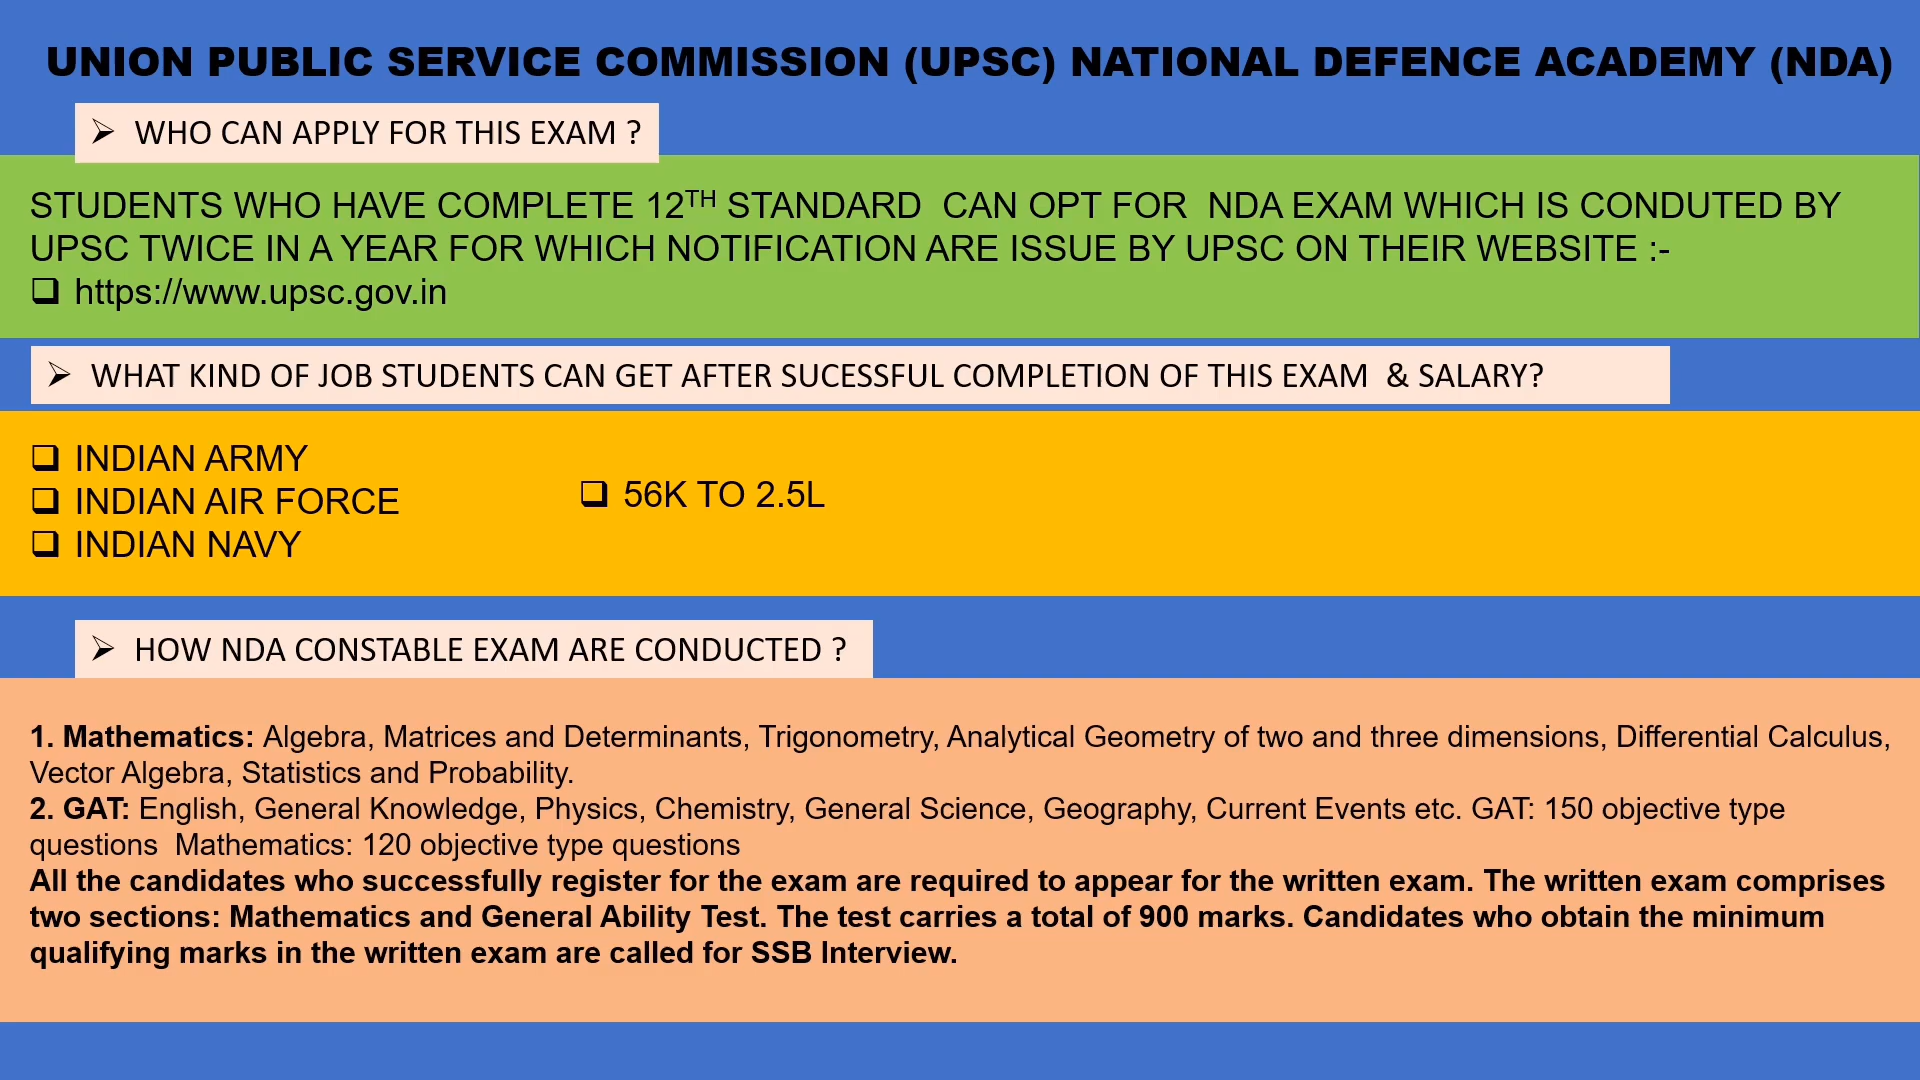 UNION PUBLIC SERVICE COMMISSION (UPSC) NATIONAL DEFENCE ACADEMY (NDA)
WHO CAN APPLY FOR THIS EXAM ?
STUDENTS WHO HAVE COMPLETE 12TH STANDARD  CAN OPT FOR  NDA EXAM WHICH IS CONDUTED BY
UPSC TWICE IN A YEAR FOR WHICH NOTIFICATION ARE ISSUE BY UPSC ON THEIR WEBSITE :-
https://www.upsc.gov.in
WHAT KIND OF JOB STUDENTS CAN GET AFTER SUCESSFUL COMPLETION OF THIS EXAM  & SALARY?
INDIAN ARMY
INDIAN AIR FORCE
INDIAN NAVY
56K TO 2.5L
HOW NDA CONSTABLE EXAM ARE CONDUCTED ?
1. Mathematics: Algebra, Matrices and Determinants, Trigonometry, Analytical Geometry of two and three dimensions, Differential Calculus,
Vector Algebra, Statistics and Probability.
2. GAT: English, General Knowledge, Physics, Chemistry, General Science, Geography, Current Events etc. GAT: 150 objective type
questions  Mathematics: 120 objective type questions
All the candidates who successfully register for the exam are required to appear for the written exam. The written exam comprises
two sections: Mathematics and General Ability Test. The test carries a total of 900 marks. Candidates who obtain the minimum
qualifying marks in the written exam are called for SSB Interview.